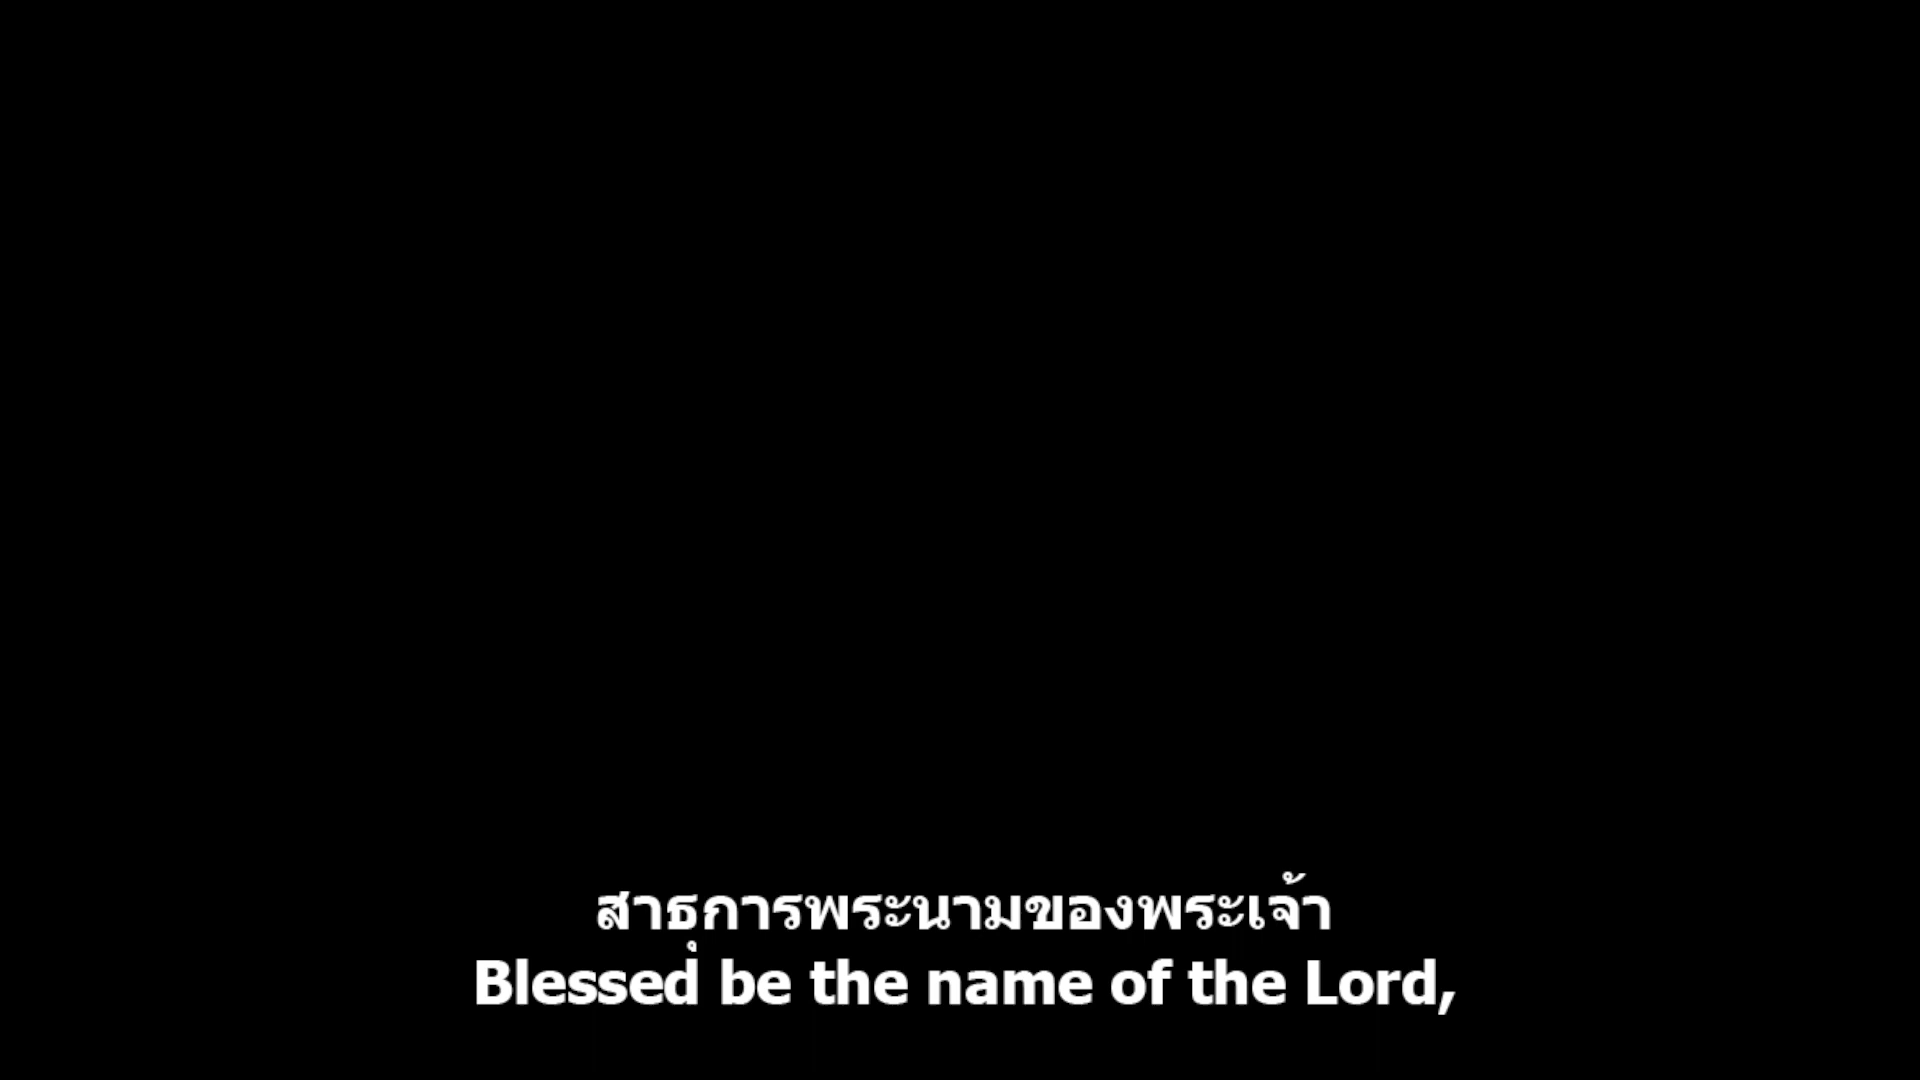 สาธุการพระนามของพระเจ้า
Blessed be the name of the Lord,